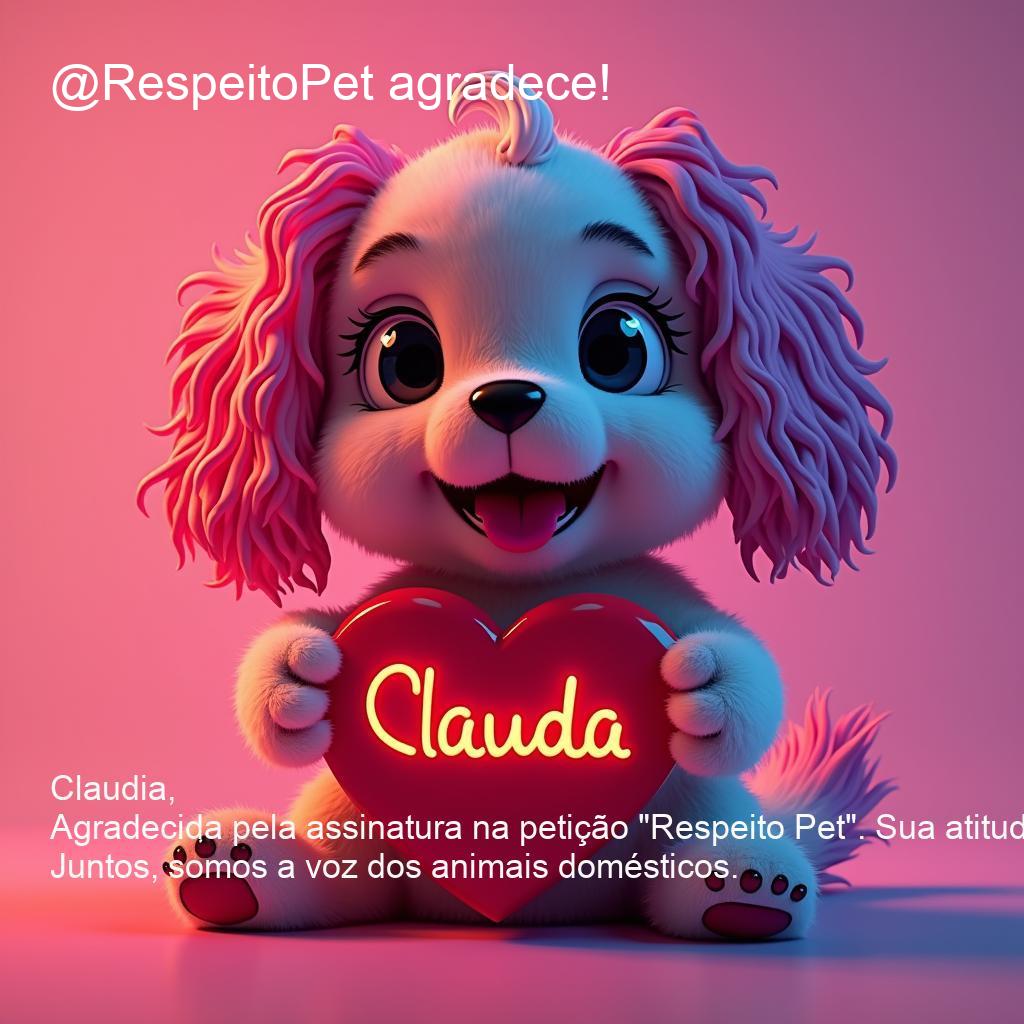 @RespeitoPet agradece!
Clauda
Claudia,
Agradecida pela assinatura na petição "Respeito Pet". Sua atitud
Juntos, somos a voz dos animais domésticos.